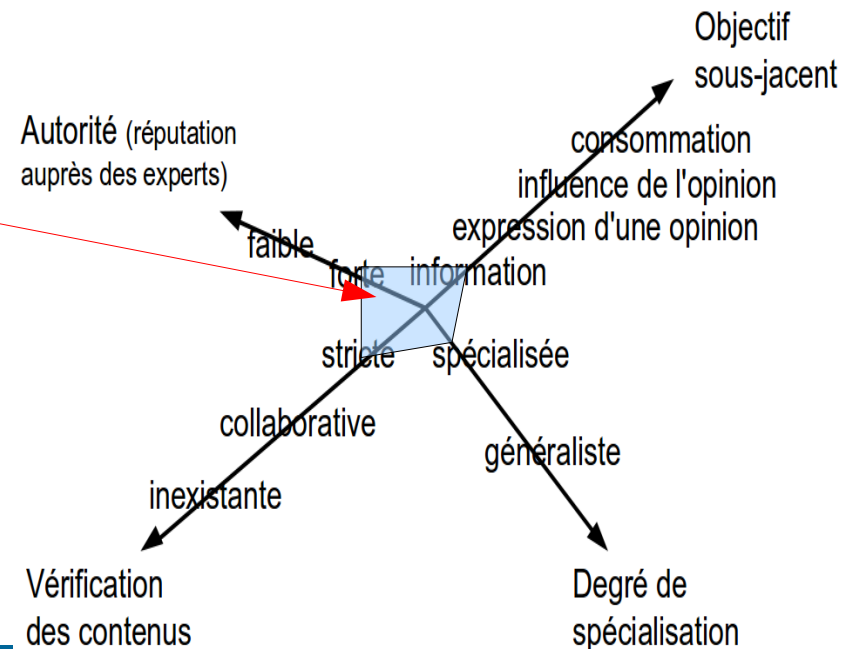 Objectif
sous-jacent
Autorité (réputation
auprès des experts)
consommation
influence de l'opinion
expression d'une opinion
faible
forte
information
stricte
spécialisée
collaborative
généraliste
inexistante
Vérification
des contenus
Degré de
spécialisation